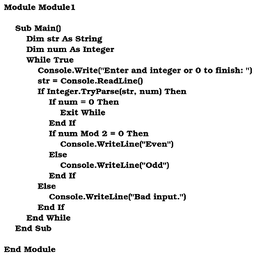 Module Module1
Sub Main()
Dim str As String
Dim num As Integer
While True
Console.Write("Enter and integer or 0 to finish: ")
str = Console.ReadLine()
If Integer.TryParse(str, num) Then
If num = 0 Then
Exit While
End If
If num Mod 2 = 0 Then
Console.WriteLine("Even")
Else
Console.WriteLine("Odd")
End If
Else
Console.WriteLine("Bad input.")
End If
End While
End Sub
End Module